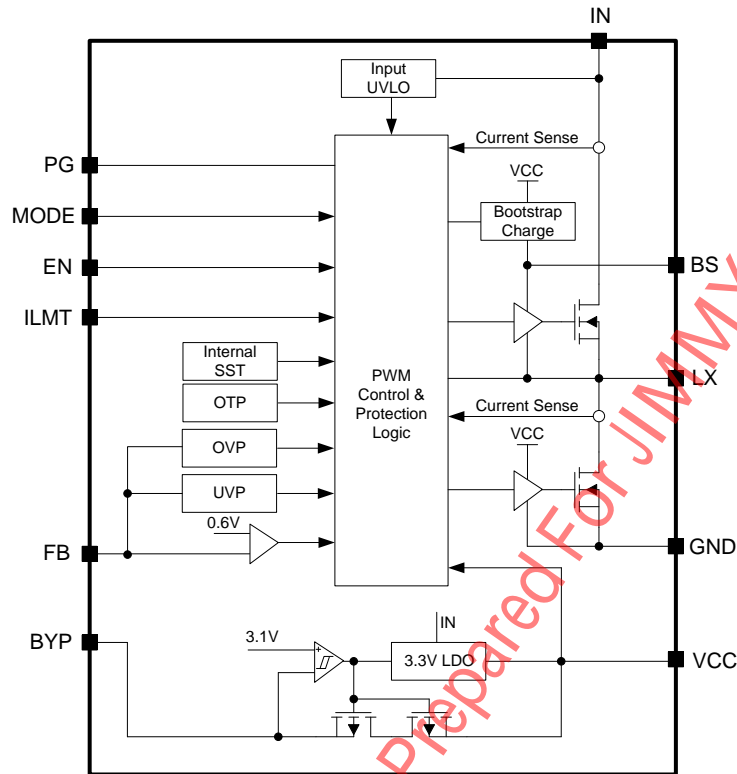 IN
Input
UVLO
Current Sense
PG
VCC
MODE
Bootstrap
Charge
EN
BS
ILMT
Internal
SST
PWM
Control &
Protection
Logic
LX
OTP
Current Sense
OVP
VCC
UVP
0.6V
FB
GND
BYP
IN
3.1V
+
-
3.3V LDO
VCC
Prepared For JIMMY